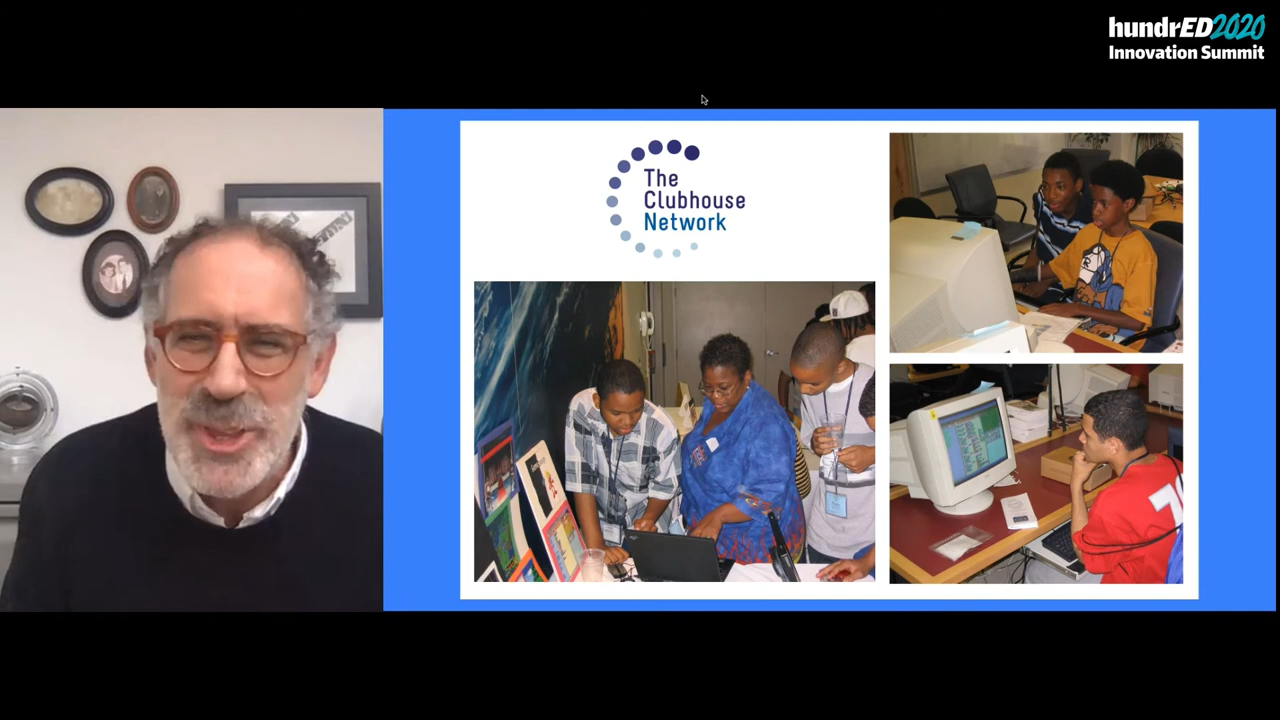 hundrED2020
Innovation Summit
The
Clubhouse
Network